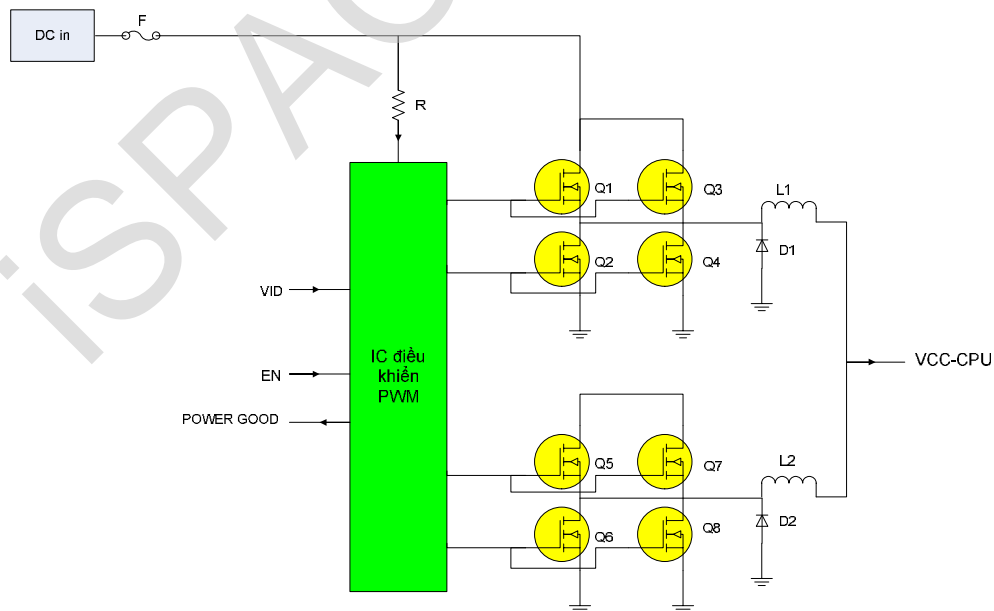 iSPAC
DC in
F
R
Q1
Q3
L1
D1
Q2
Q4
VID
IC điều
khiển
PWM
EN
VCC-CPU
POWER GOOD
Q5
Q7
L2
D2
Q6
Q8